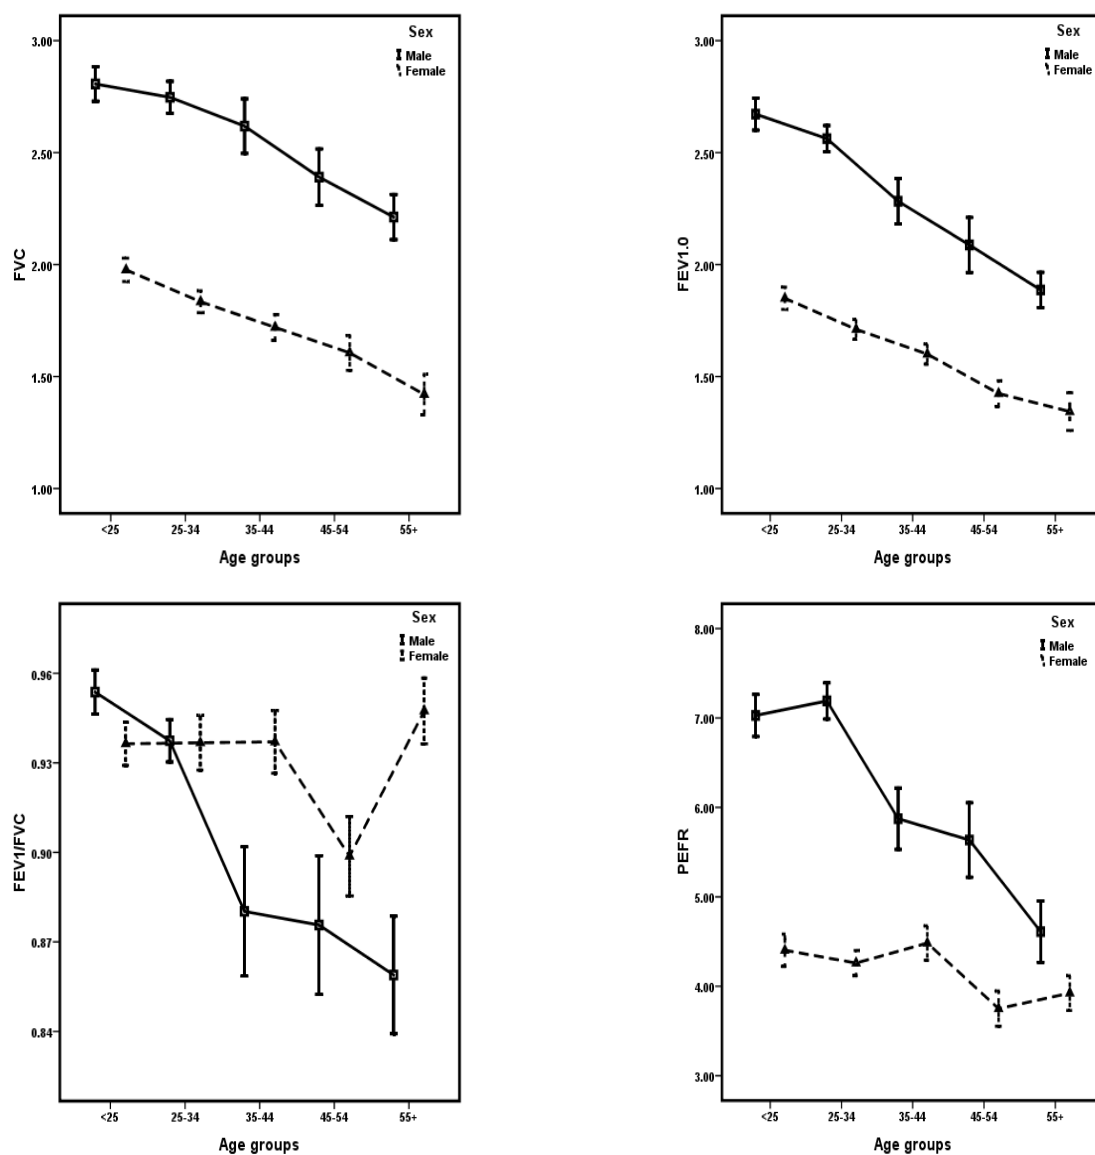 Sex
Male
Female
3.00
2.50
2.00
1.50
1.00
FVC
<25 25-34 35-44 45-54 55+
Age groups
Sex
Male
Female
3.00
2.50
2.00
1.50
1.00
FEV1.0
<25 25-34 35-44 45-54 55+
Age groups
Sex
Male
Female
0.96
0.93
0.90
0.87
0.84
FEV1/FVC
<25 25-34 35-44 45-54 55+
Age groups
Sex
Male
Female
8.00
7.00
6.00
5.00
4.00
3.00
PEFR
<25 25-34 35-44 45-54 55+
Age groups